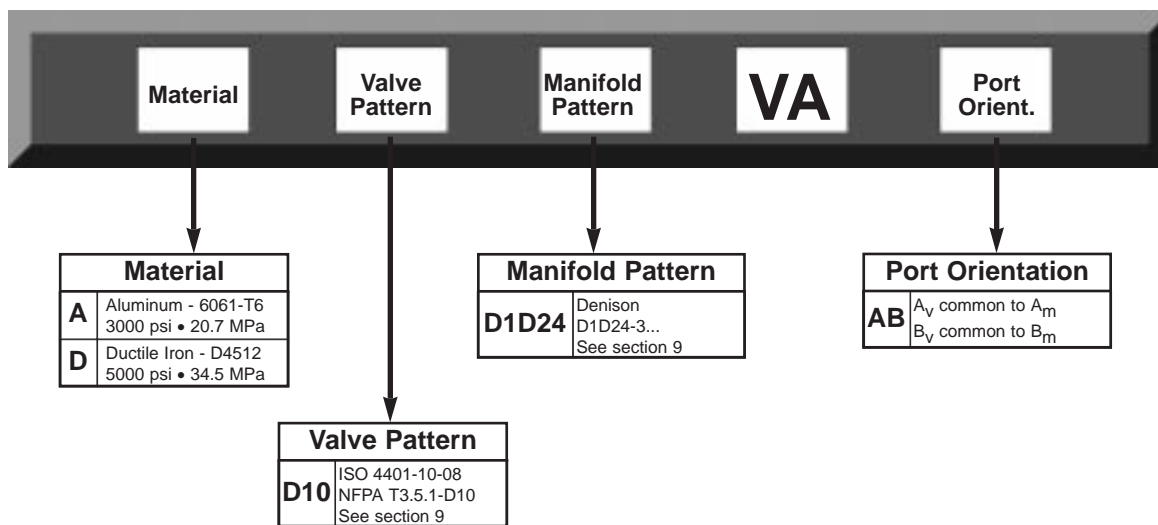 Material
Valve
Pattern
Manifold
Pattern
VA
Port
Orient.
Material
A
Aluminum - 6061-T6
3000 psi • 20.7 MPa
D
Ductile Iron - D4512
5000 psi • 34.5 MPa
Manifold Pattern
D1D24
Denison
D1D24-3...
See section 9
Port Orientation
AB
Av common to Am
Bv common to Bm
Valve Pattern
D10
ISO 4401-10-08
NFPA T3.5.1-D10
See section 9